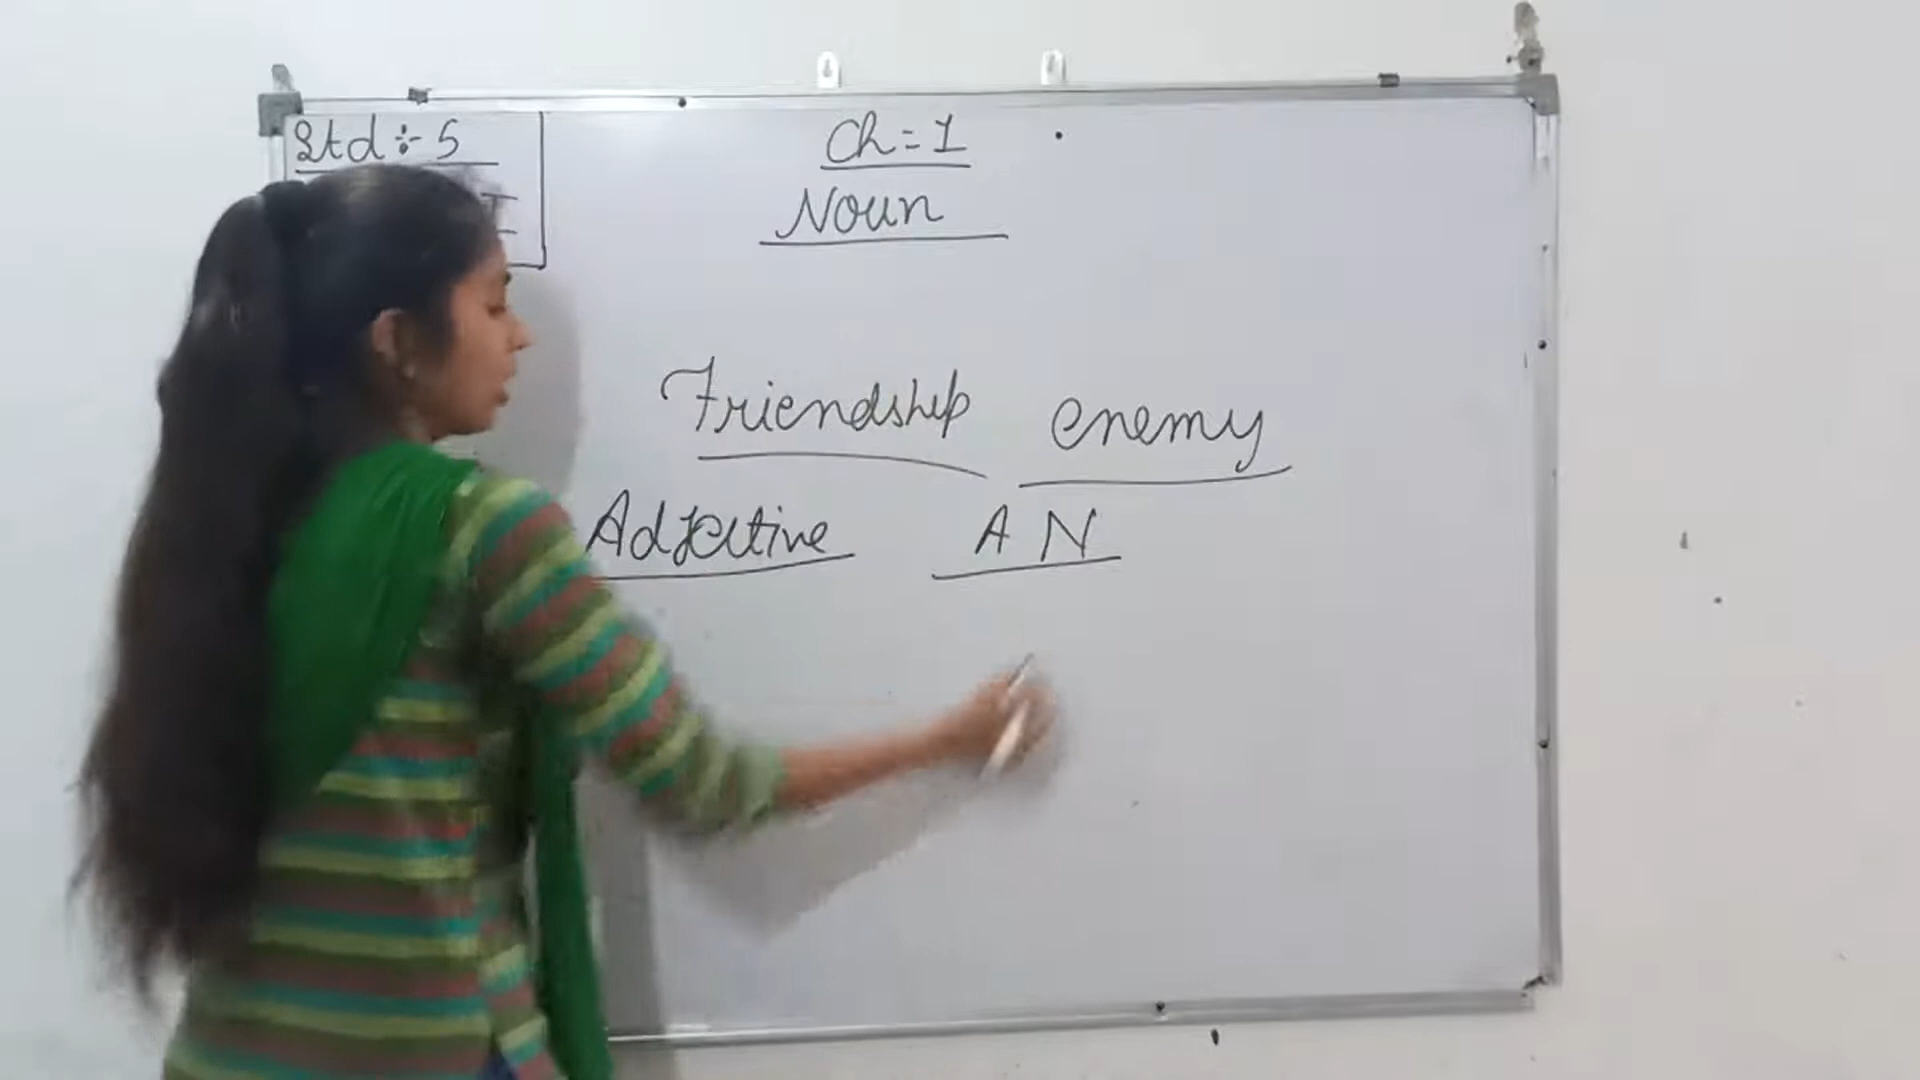 Std ÷ 5
Ch = 1
Noun
Friendship enemy
Adjective A N